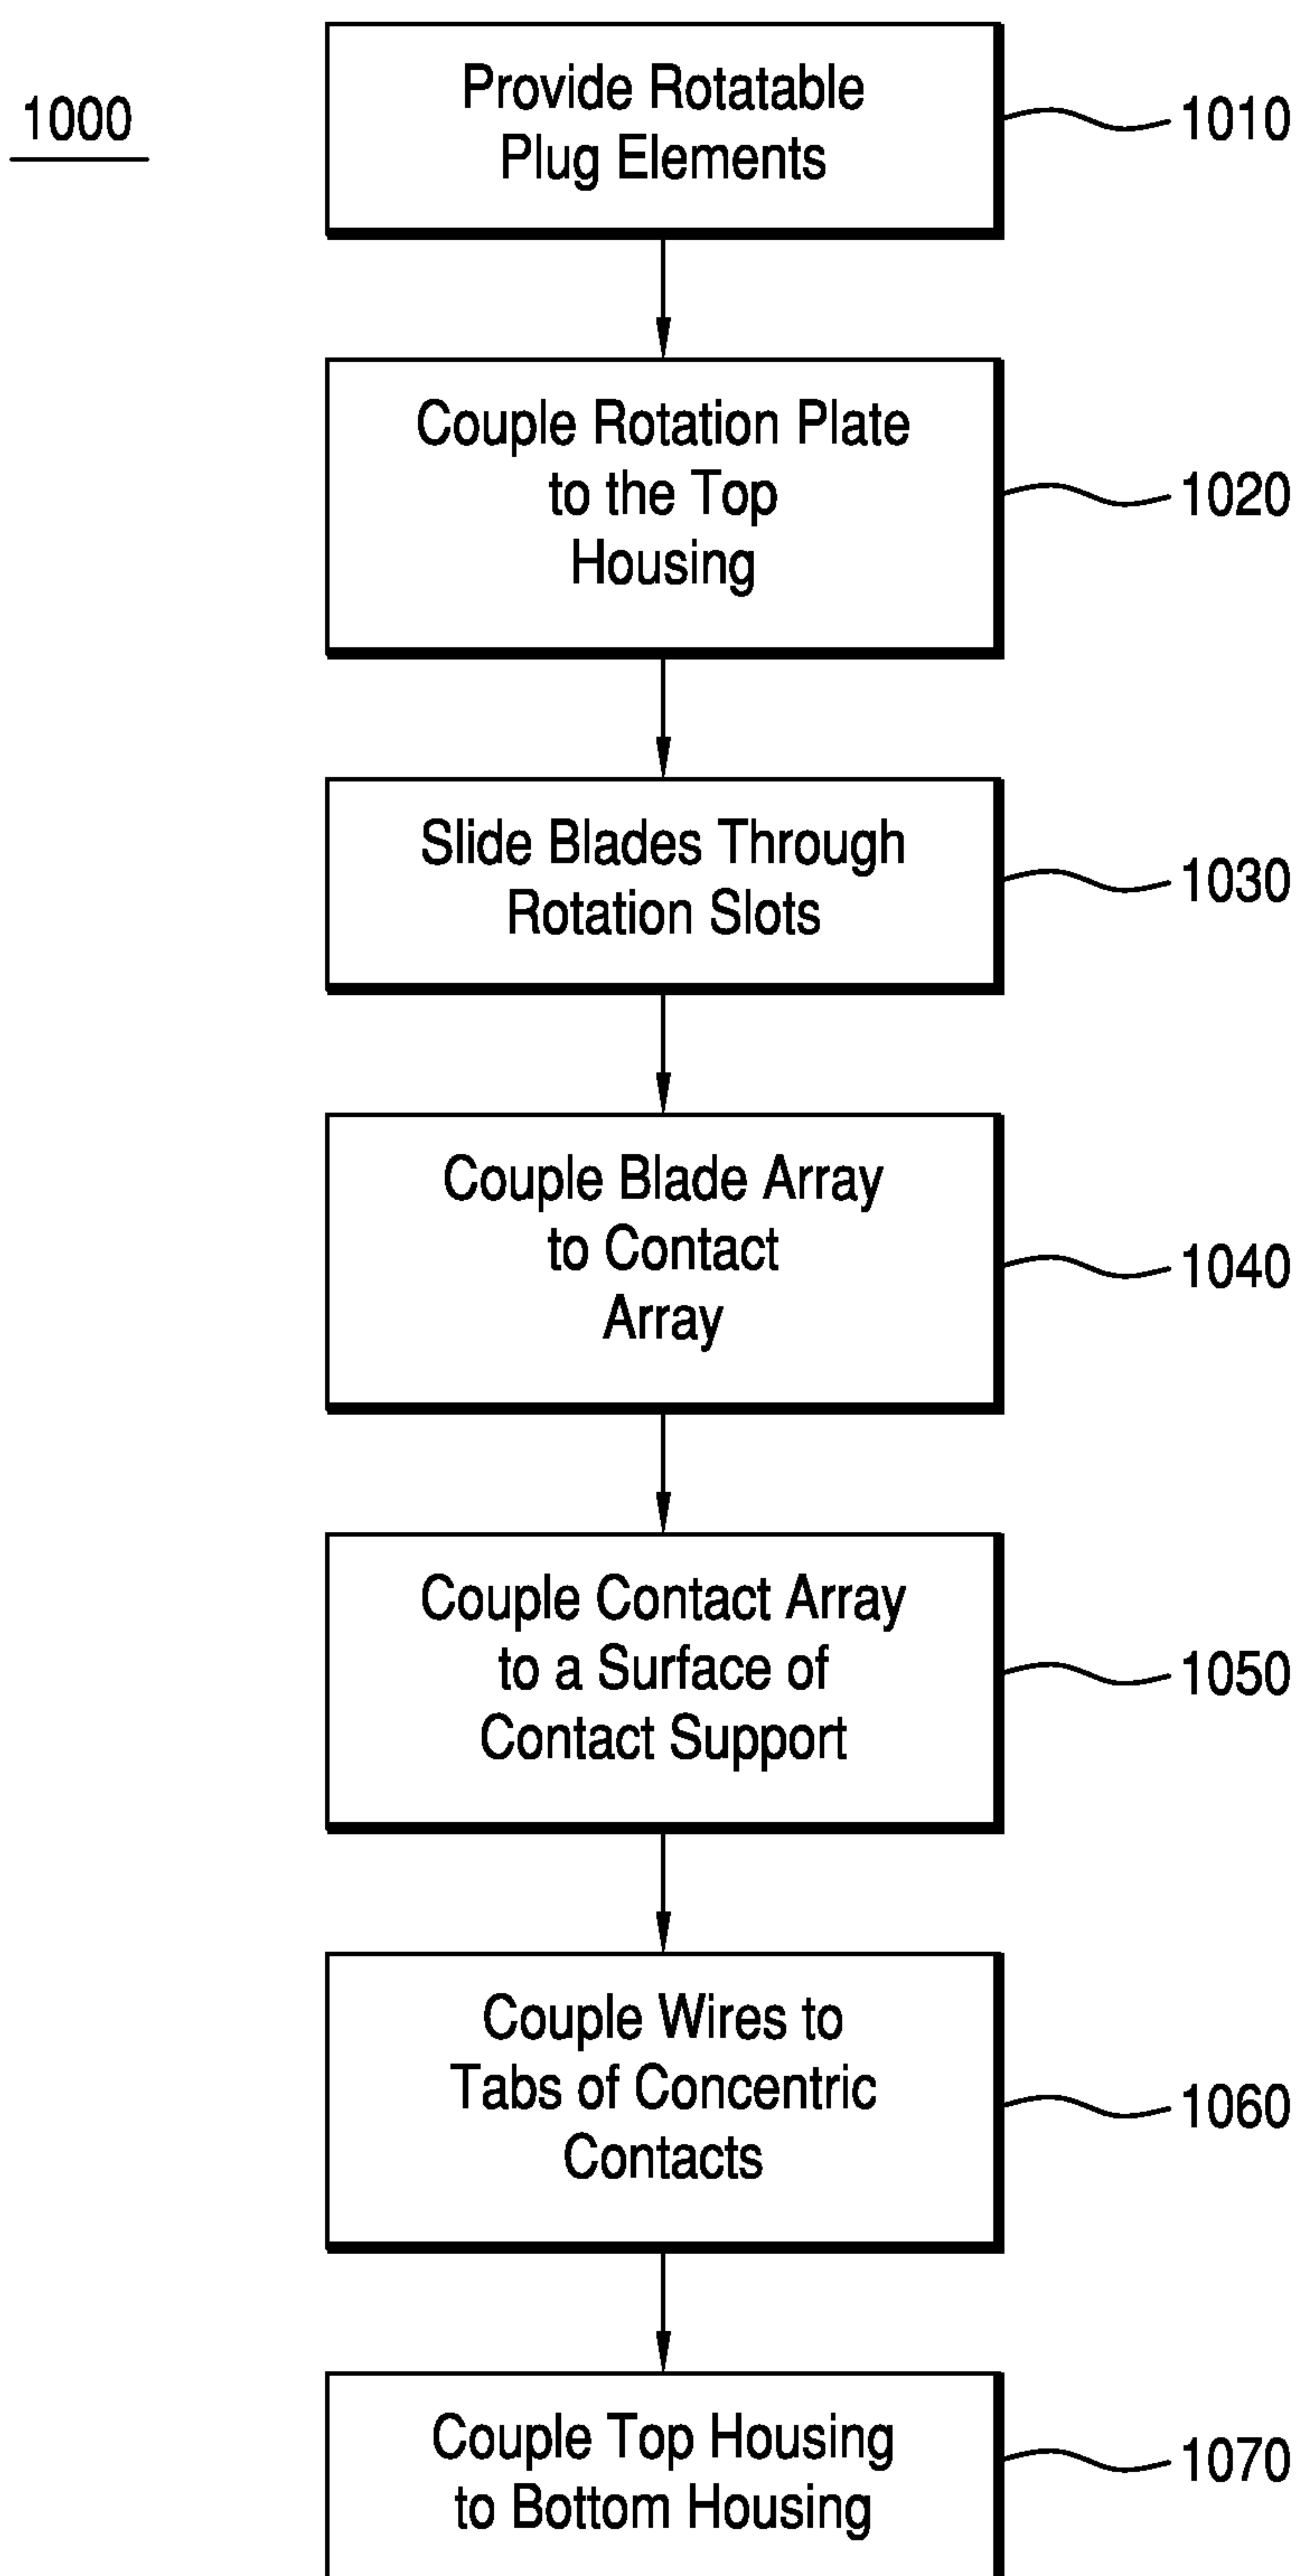 1000
Provide Rotatable
Plug Elements
1010
Couple Rotation Plate
to the Top
Housing
1020
Slide Blades Through
Rotation Slots
1030
Couple Blade Array
to Contact
Array
1040
Couple Contact Array
to a Surface of
Contact Support
1050
Couple Wires to
Tabs of Concentric
Contacts
1060
Couple Top Housing
to Bottom Housing
1070